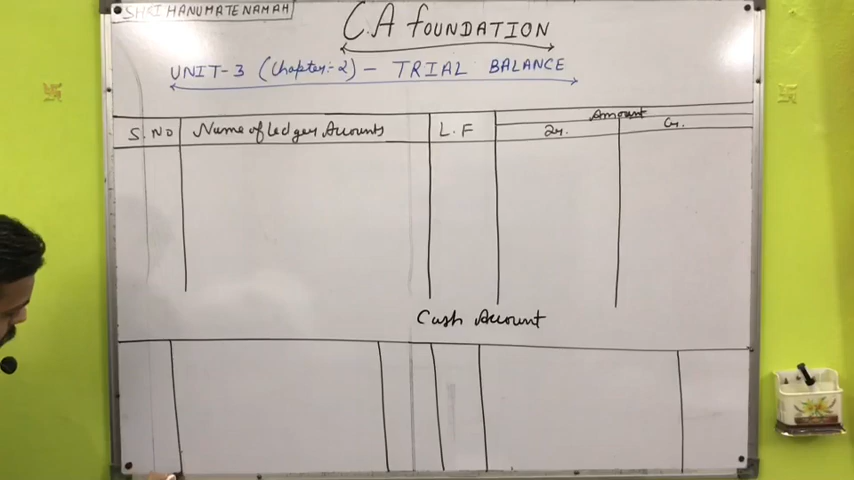 SHRI HANUMATE NAMAH
C.A FOUNDATION
UNIT-3 (Chapter:-2) - TRIAL BALANCE
Amount
S.NO Name of Ledger Accounts L.F Dr. Cr.
Cash Account